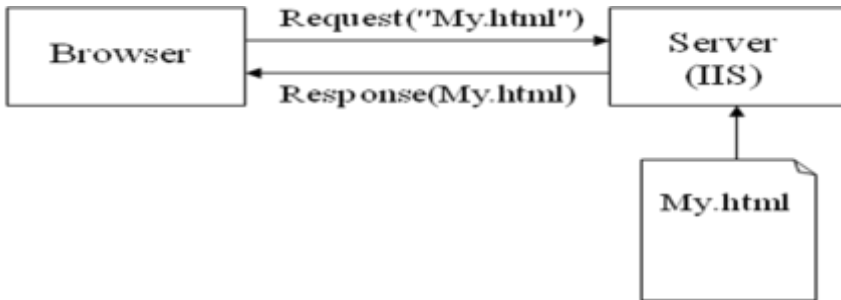 Request("My.html")
Browser
Server
(IIS)
Response(My.html)
My.html